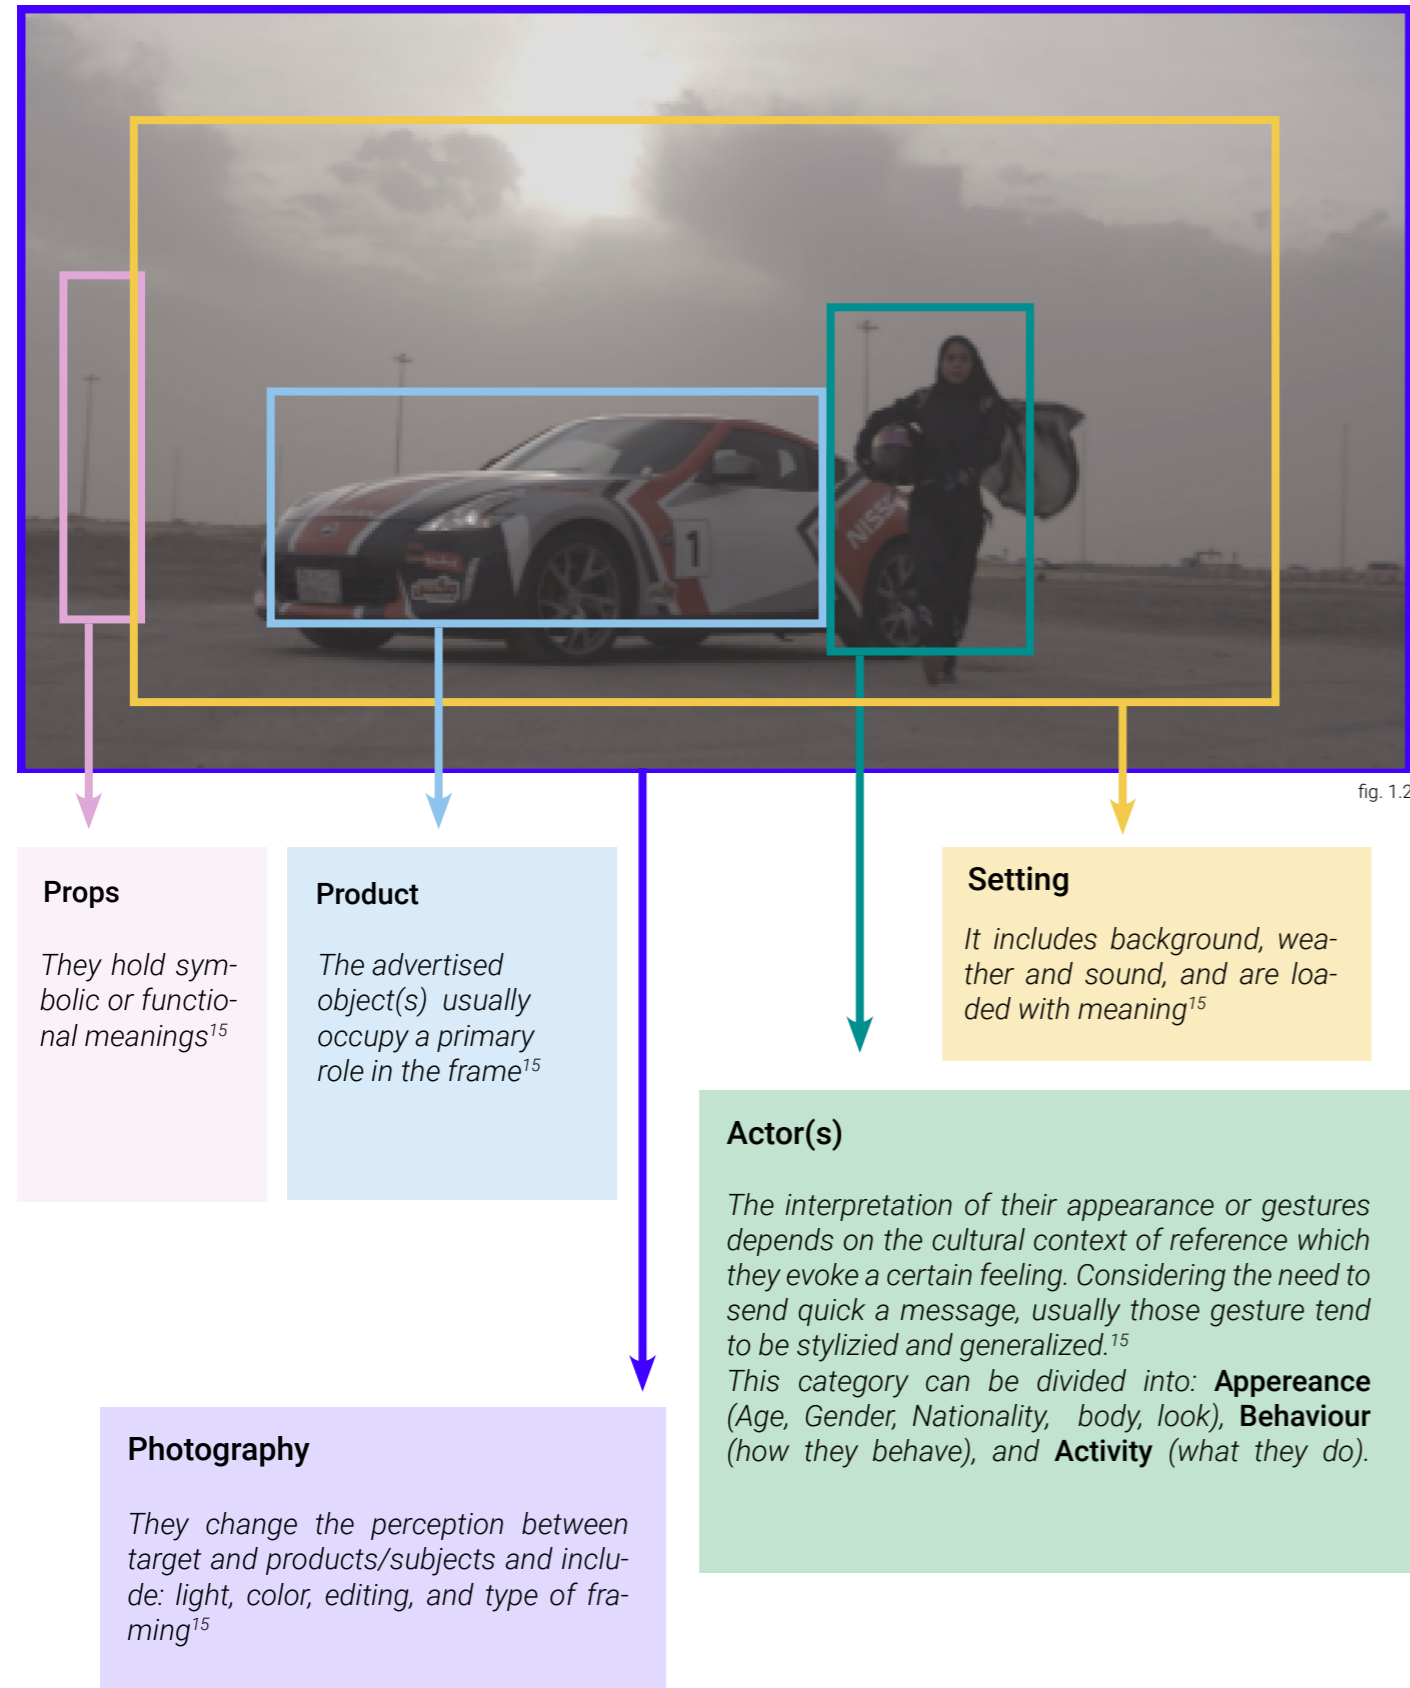 1
NISS
fig. 1.2
Props
They hold sym-
bolic or functio-
nal meanings15
Product
The advertised
object(s) usually
occupy a primary
role in the frame15
Setting
It includes background, wea-
ther and sound, and are loa-
ded with meaning15
Actor(s)
The interpretation of their appearance or gestures
depends on the cultural context of reference which
they evoke a certain feeling. Considering the need to
send quick a message, usually those gesture tend
to be stylizied and generalized.15
This category can be divided into: Appereance
(Age, Gender, Nationality, body, look), Behaviour
(how they behave), and Activity (what they do).
Photography
They change the perception between
target and products/subjects and inclu-
de: light, color, editing, and type of fra-
ming15